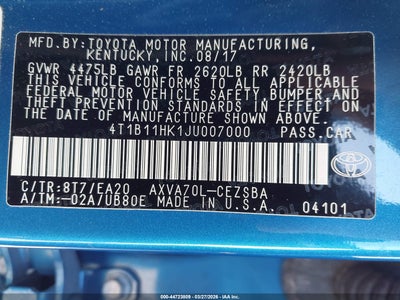 MFD.BY:TOYOTA MOTOR MANUFACTURING,
KENTUCKY,INC.08/17
GVWR 4475LB GAWR FR 2620LB RR 2420LB
THIS VEHICLE CONFORMS TO ALL APPLICABLE
FEDERAL MOTOR VEHICLE SAFETY, BUMPER, AND THEFT
PREVENTION STANDARDS IN EFFECT ON THE DATE OF
MANUFACTURE SHOWN ABOVE.
4T1B11HK1JU007000 PASS.CAR
TOYOTA
C/TR:8T7/EA20 AXVA70L-CEZSBA
A/TM:-02A/UB80E MADE IN U.S.A. 04101
000-44723509 - 03/27/2026 - IAA Inc.